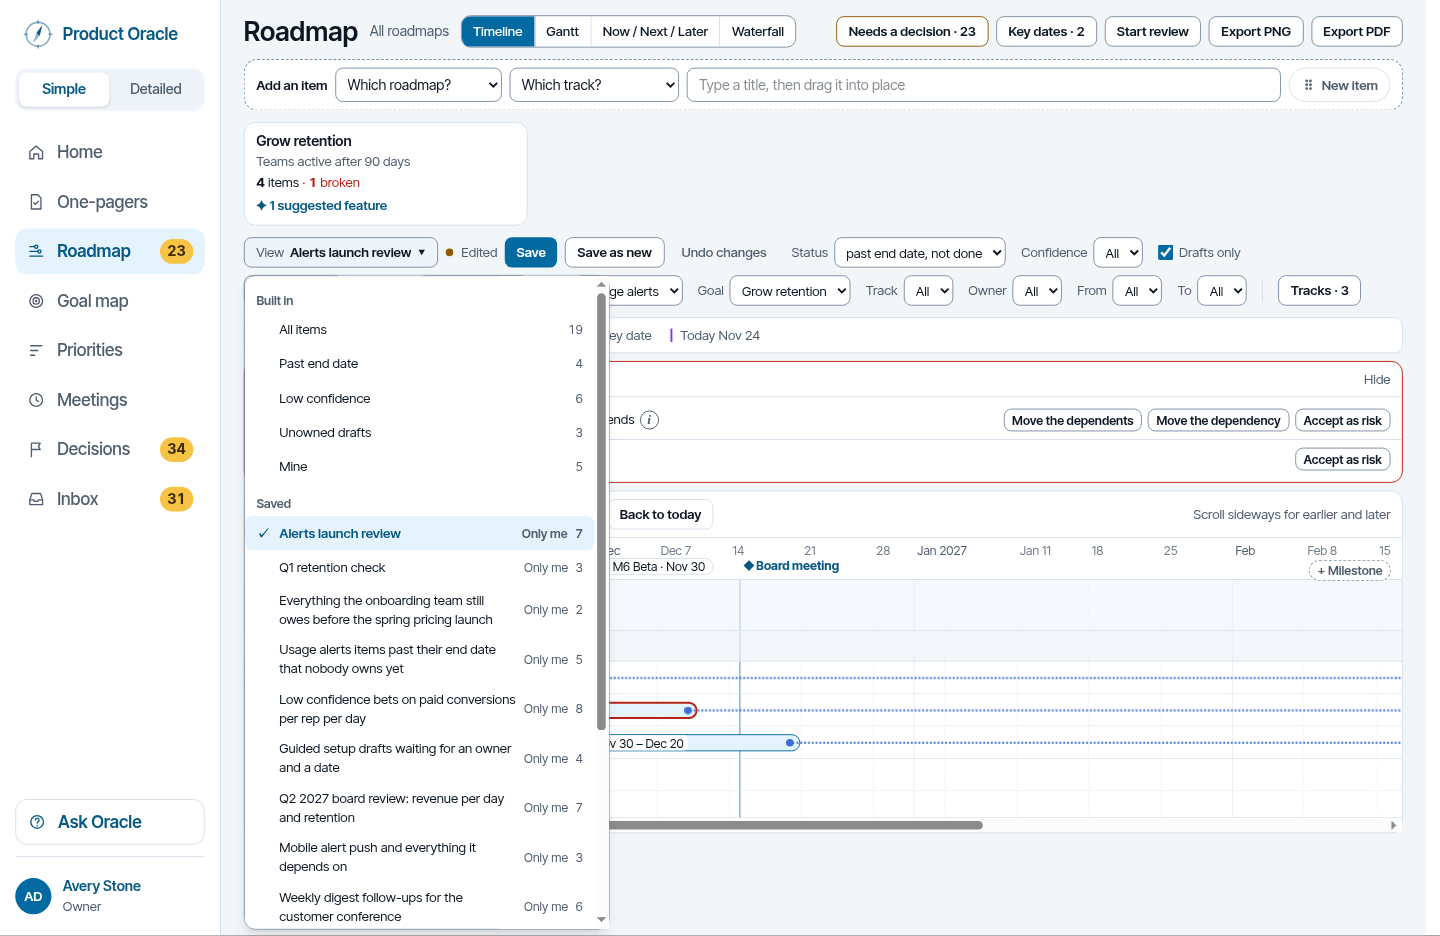 Product Oracle
Simple
Detailed
Home
One-pagers
Roadmap 23
Goal map
Priorities
Meetings
Decisions 34
Inbox 31
Ask Oracle
AD
Avery Stone
Owner
Roadmap All roadmaps Timeline Gantt Now / Next / Later Waterfall Needs a decision · 23 Key dates · 2 Start review Export PNG Export PDF
Add an item Which roadmap? Which track? Type a title, then drag it into place New item
Grow retention
Teams active after 90 days
4 items · 1 broken
1 suggested feature
View Alerts launch review Edited Save Save as new Undo changes Status past end date, not done Confidence All Drafts only
ge alerts Goal Grow retention Track All Owner All From All To All Tracks · 3
ey date Today Nov 24
Hide
ends i Move the dependents Move the dependency Accept as risk
Accept as risk
Back to today Scroll sideways for earlier and later
ec Dec 7 14 21 28 Jan 2027 Jan 11 18 25 Feb Feb 8 15
M6 Beta · Nov 30 Board meeting + Milestone
v 30 – Dec 20
Built in
All items 19
Past end date 4
Low confidence 6
Unowned drafts 3
Mine 5
Saved
✓ Alerts launch review Only me 7
Q1 retention check Only me 3
Everything the onboarding team still
owes before the spring pricing launch Only me 2
Usage alerts items past their end date
that nobody owns yet Only me 5
Low confidence bets on paid conversions
per rep per day Only me 8
Guided setup drafts waiting for an owner
and a date Only me 4
Q2 2027 board review: revenue per day
and retention Only me 7
Mobile alert push and everything it
depends on Only me 3
Weekly digest follow-ups for the
customer conference Only me 6